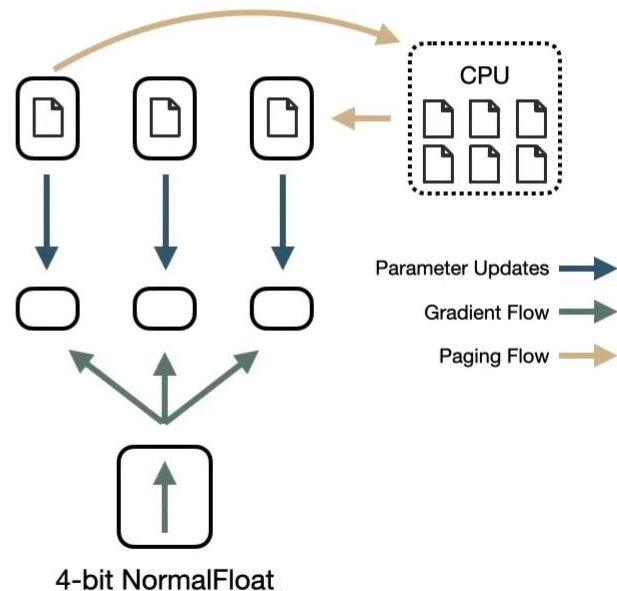 CPU
Parameter Updates
Gradient Flow
Paging Flow
4-bit NormalFloat